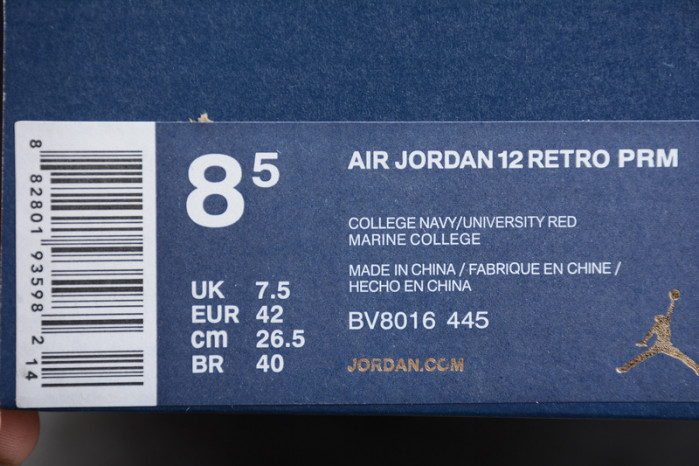 8 82801 93598 2 14
8 5
UK 7.5
EUR 42
cm 26.5
BR 40
AIR JORDAN 12 RETRO PRM
COLLEGE NAVY/UNIVERSITY RED
MARINE COLLEGE
MADE IN CHINA / FABRIQUE EN CHINE /
HECHO EN CHINA
BV8016 445
JORDAN.COM